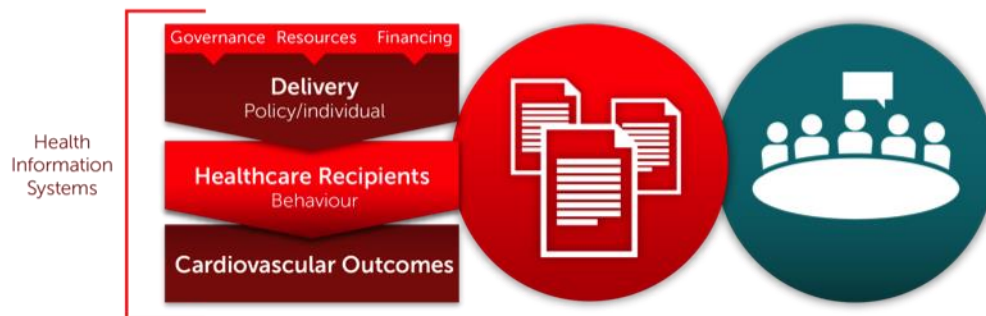 Governance Resources Financing
Delivery
Policy/individual
Health
Information
Systems
Healthcare Recipients
Behaviour
Cardiovascular Outcomes